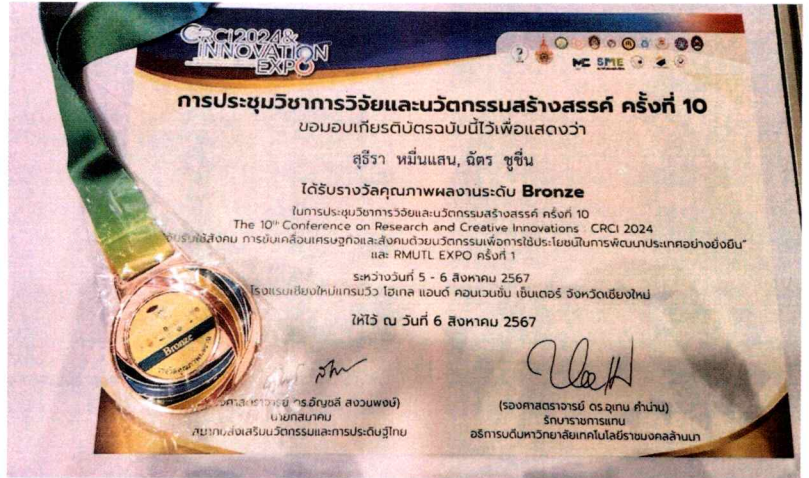 CRCI 2024 &
INNOVATION
EXPO
MC SME
การประชุมวิชาการวิจัยและนวัตกรรมสร้างสรรค์ ครั้งที่ 10
ขอมอบเกียรติบัตรฉบับนี้ไว้เพื่อแสดงว่า
สุธีรา หมื่นแสน, ฉัตร ชูชื่น
ได้รับรางวัลคุณภาพผลงานระดับ Bronze
ในการประชุมวิชาการวิจัยและนวัตกรรมสร้างสรรค์ ครั้งที่ 10
The 10th Conference on Research and Creative Innovations CRCI 2024
รับใช้สังคม การขับเคลื่อนเศรษฐกิจและสังคมด้วยนวัตกรรมเพื่อการใช้ประโยชน์ในการพัฒนาประเทศอย่างยั่งยืน"
และ RMUTL EXPO ครั้งที่ 1
ระหว่างวันที่ 5 - 6 สิงหาคม 2567
โรงแรมเชียงใหม่แกรนวิว โฮเทล แอนด์ คอนเวนชัน เซ็นเตอร์ จังหวัดเชียงใหม่
ให้ไว้ ณ วันที่ 6 สิงหาคม 2567
Bronze
ดร.อัญชลี สงวนพงษ์)
นายกสมาคม
สมาคมส่งเสริมนวัตกรรมและการประดิษฐ์ไทย
(รองศาสตราจารย์ ดร.อุเทน คำน่าน)
รักษาราชการแทน
อธิการบดีมหาวิทยาลัยเทคโนโลยีราชมงคลล้านนา